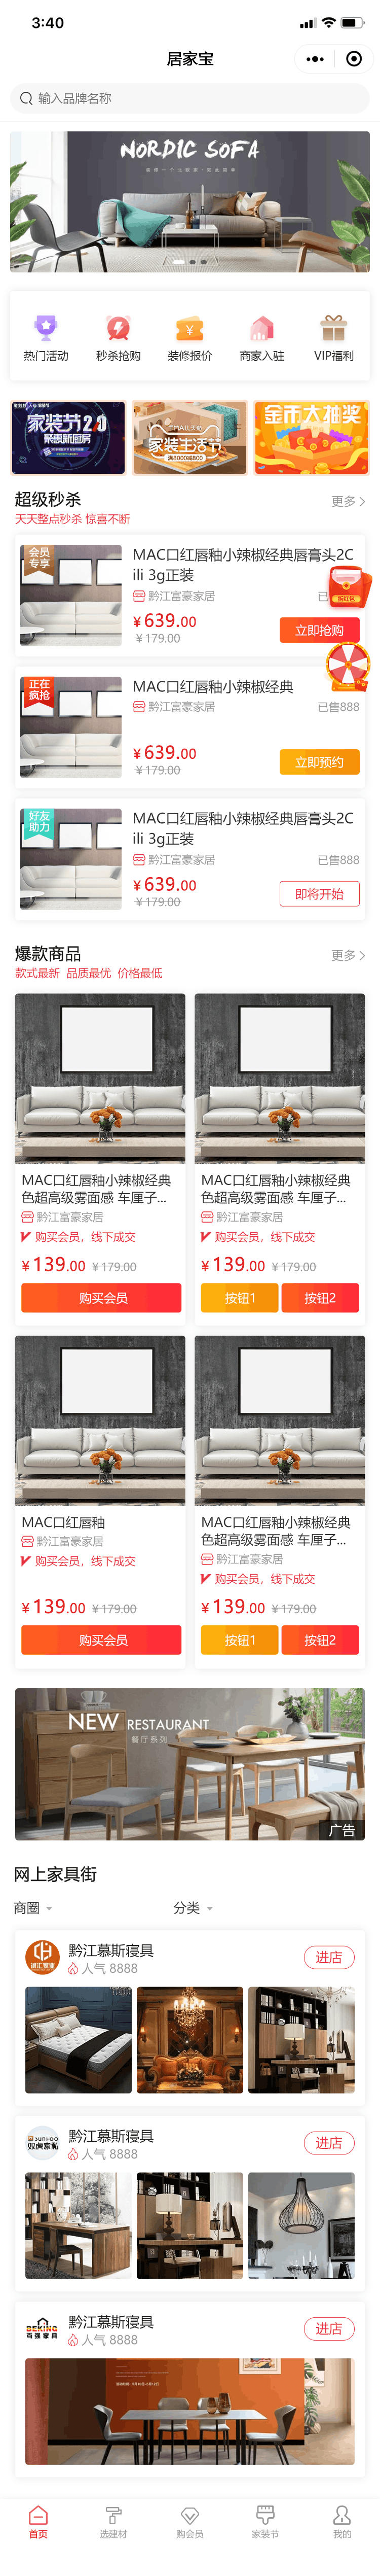 3:40
居家宝
输入品牌名称
NORDIC SOFA
热门活动
秒杀抢购
装修报价
商家入驻
VIP福利
家装节2.0
聚惠新厨房
家装生活节
金币大抽奖
超级秒杀
更多
天天整点秒杀 惊喜不断
会员
专享
MAC口红唇釉小辣椒经典唇膏头2C
ili 3g正装
黔江富豪家居
已
抢红包
¥639.00
¥179.00
立即抢购
正在
疯抢
MAC口红唇釉小辣椒经典
黔江富豪家居
已售888
¥639.00
¥179.00
立即预约
好友
助力
MAC口红唇釉小辣椒经典唇膏头2C
ili 3g正装
黔江富豪家居
已售888
¥639.00
¥179.00
即将开始
爆款商品
更多
款式最新 品质最优 价格最低
MAC口红唇釉小辣椒经典
色超高级雾面感 车厘子...
黔江富豪家居
购买会员，线下成交
¥139.00 ¥179.00
购买会员
MAC口红唇釉小辣椒经典
色超高级雾面感 车厘子...
黔江富豪家居
购买会员，线下成交
¥139.00 ¥179.00
按钮1
按钮2
MAC口红唇釉
黔江富豪家居
购买会员，线下成交
¥139.00 ¥179.00
购买会员
MAC口红唇釉小辣椒经典
色超高级雾面感 车厘子...
黔江富豪家居
购买会员，线下成交
¥139.00 ¥179.00
按钮1
按钮2
NEW RESTAURANT
餐厅系列
广告
网上家具街
商圈
分类
黔江慕斯寝具
人气 8888
进店
黔江慕斯寝具
人气 8888
进店
双虎家私
黔江慕斯寝具
人气 8888
进店
百强家具
首页
选建材
购会员
家装节
我的